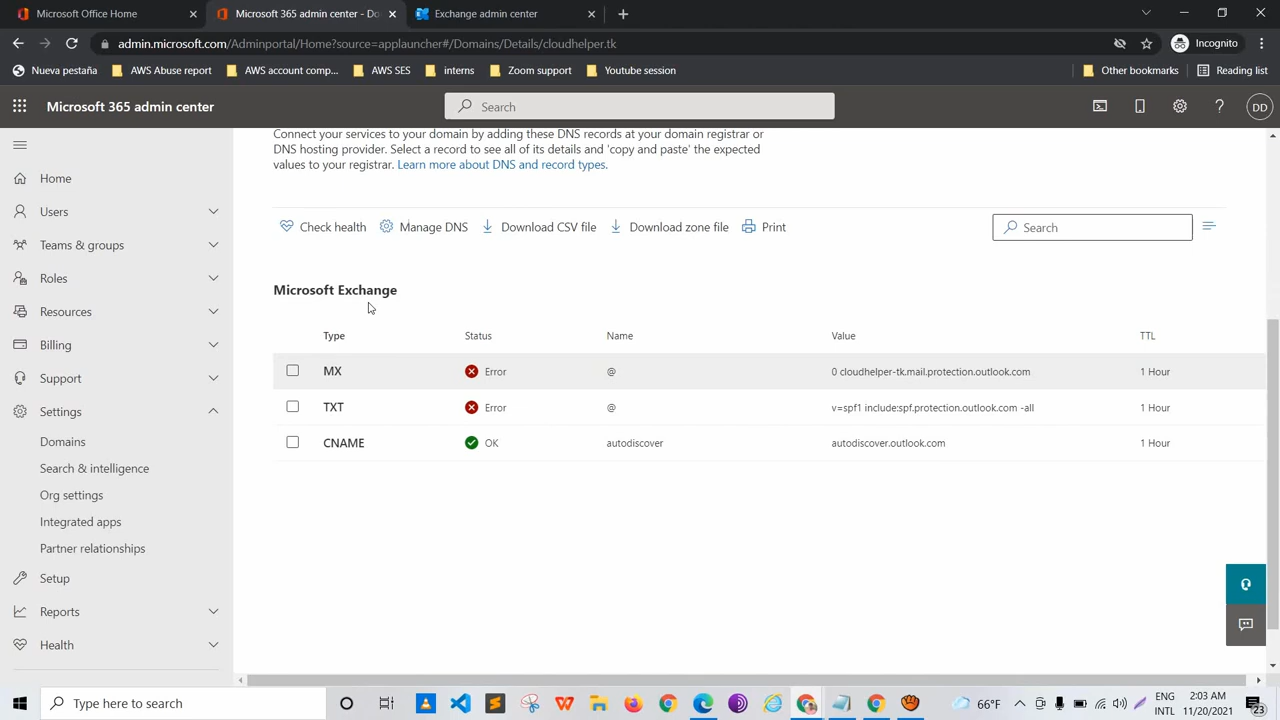 Microsoft Office Home
Microsoft 365 admin center - Do
Exchange admin center
admin.microsoft.com/Adminportal/Home?source=applauncher#/Domains/Details/cloudhelper.tk
Incognito
Nueva pestaña
AWS Abuse report
AWS account comp...
AWS SES
interns
Zoom support
Youtube session
Other bookmarks
Reading list
Microsoft 365 admin center
Search
DD
Connect your services to your domain by adding these DNS records at your domain registrar or
DNS hosting provider. Select a record to see all of its details and 'copy and paste' the expected
values to your registrar. Learn more about DNS and record types.
Home
Users
Teams & groups
Roles
Resources
Billing
Support
Settings
Domains
Search & intelligence
Org settings
Integrated apps
Partner relationships
Setup
Reports
Health
Check health
Manage DNS
Download CSV file
Download zone file
Print
Search
Microsoft Exchange
Type Status Name Value TTL
MX Error @ 0 cloudhelper-tk.mail.protection.outlook.com 1 Hour
TXT Error @ v=spf1 include:spf.protection.outlook.com -all 1 Hour
CNAME OK autodiscover autodiscover.outlook.com 1 Hour
Type here to search
66°F
ENG
INTL
2:03 AM
11/20/2021
23